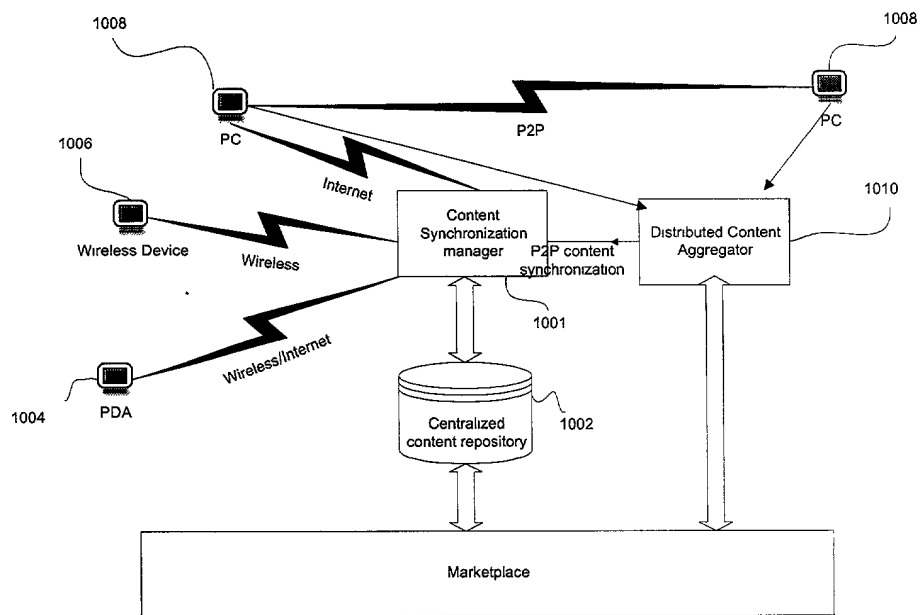 1008
1008
PC
P2P
PC
1006
Internet
1010
Content
Synchronization
manager
Distributed Content
Aggregator
Wireless Device
Wireless
P2P content
synchronization
1001
Wireless/Internet
1004
PDA
1002
Centralized
content repository
Marketplace